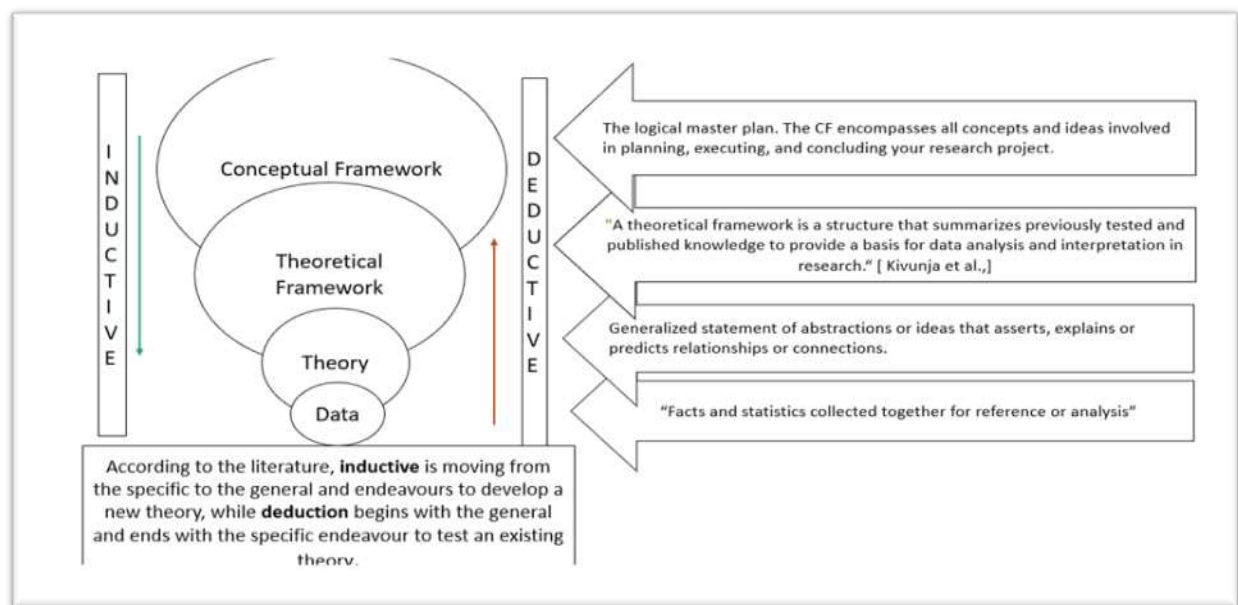 INDUCTIVE
Conceptual Framework
Theoretical
Framework
Theory
Data
DEDUCTIVE
The logical master plan. The CF encompasses all concepts and ideas involved
in planning, executing, and concluding your research project.
"A theoretical framework is a structure that summarizes previously tested and
published knowledge to provide a basis for data analysis and interpretation in
research." [ Kivunja et al.,]
Generalized statement of abstractions or ideas that asserts, explains or
predicts relationships or connections.
“Facts and statistics collected together for reference or analysis”
According to the literature, inductive is moving from
the specific to the general and endeavours to develop a
new theory, while deduction begins with the general
and ends with the specific endeavour to test an existing
theory.